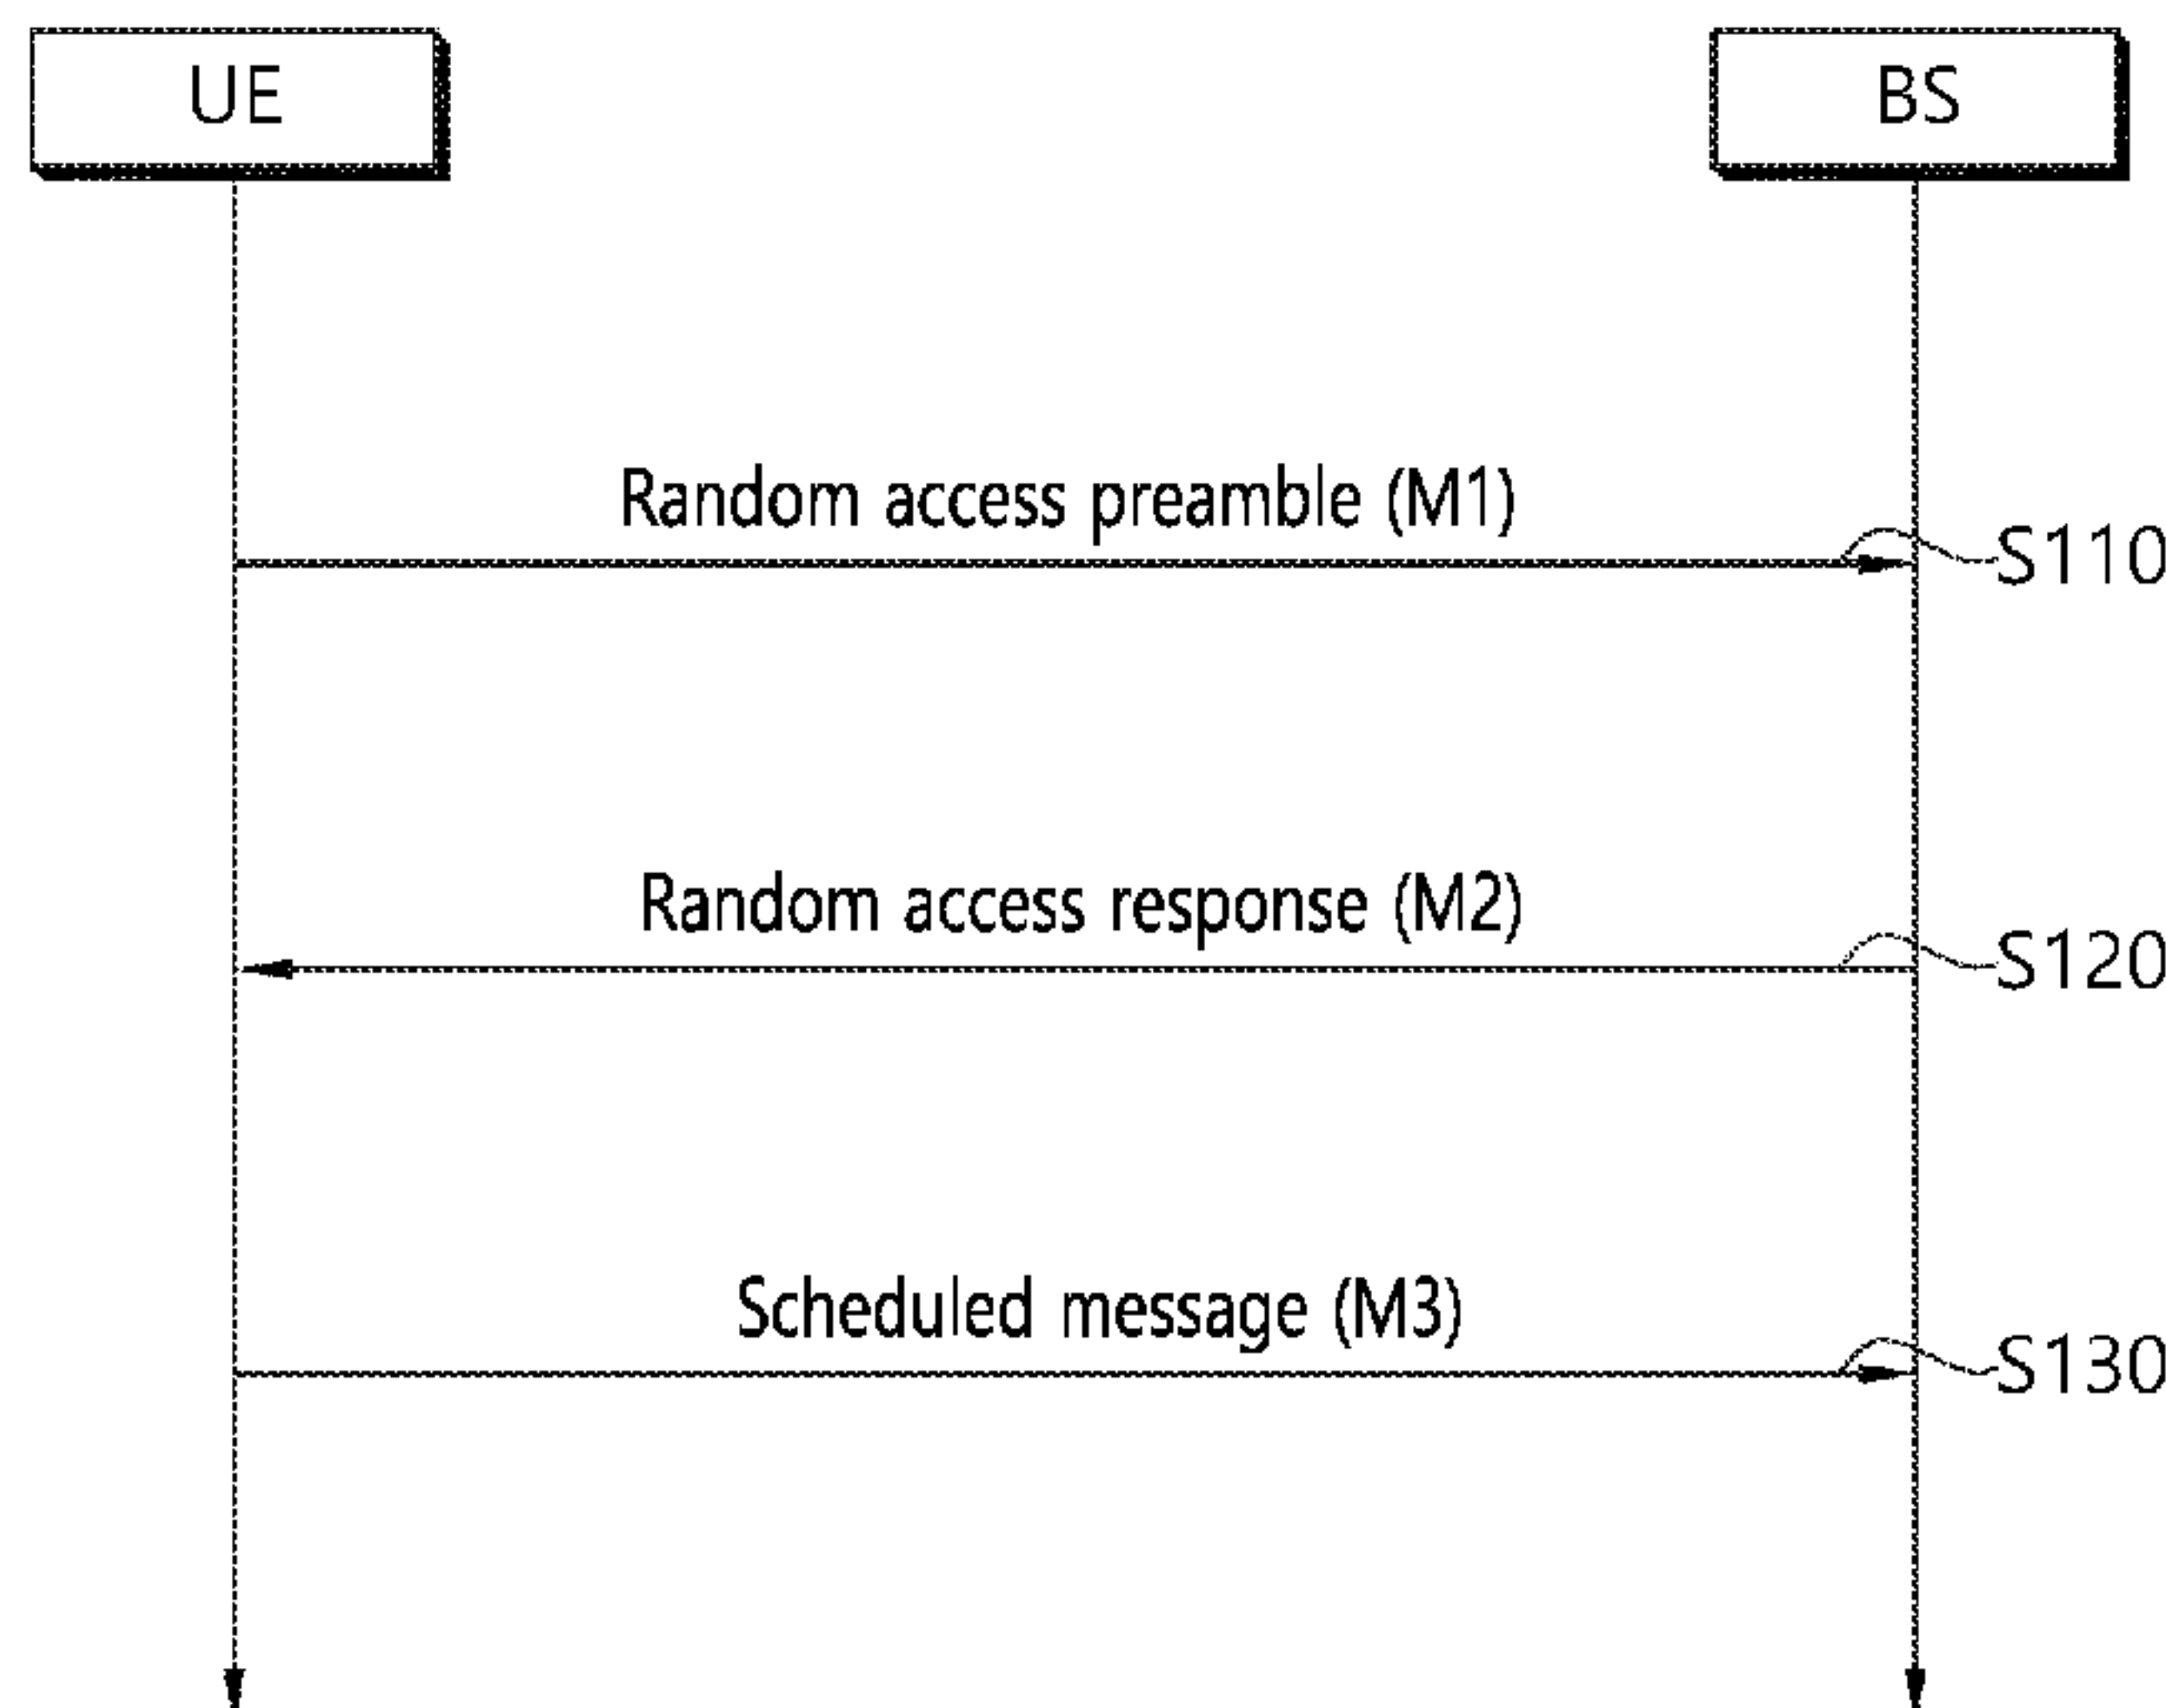 UE
BS
Random access preamble (M1)
S110
Random access response (M2)
S120
Scheduled message (M3)
S130